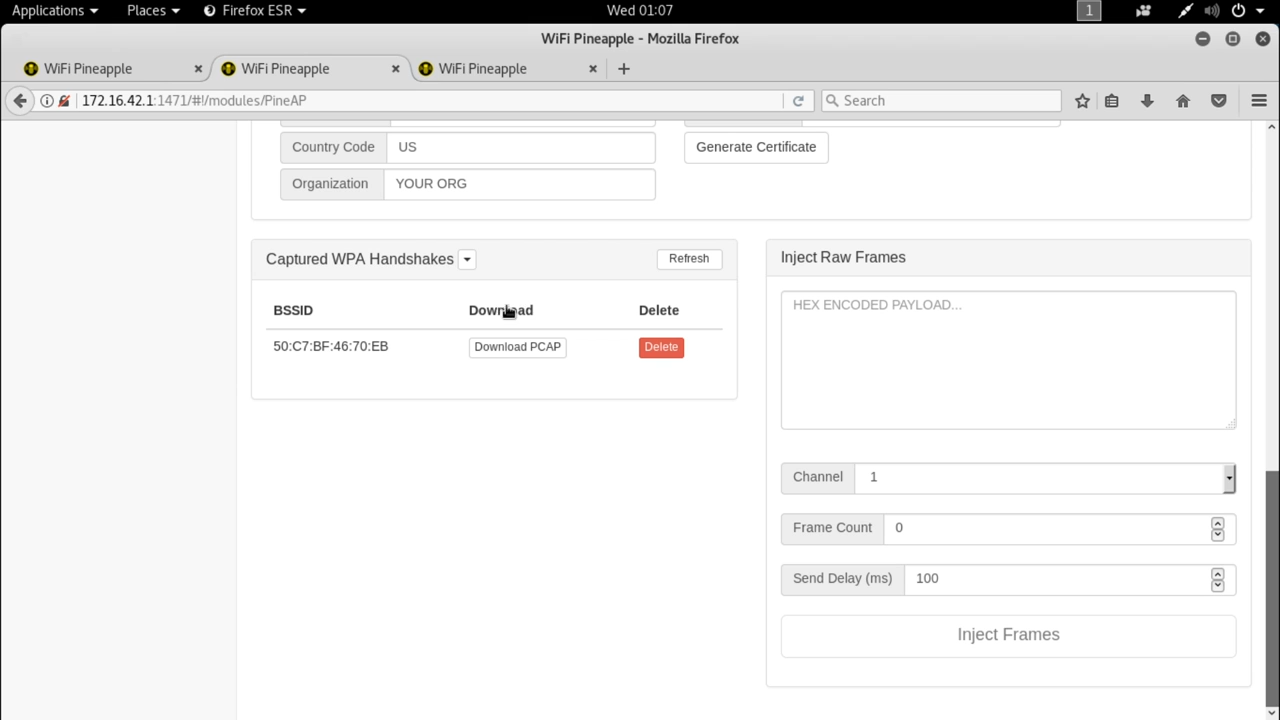 Applications Places Firefox ESR Wed 01:07 1
WiFi Pineapple - Mozilla Firefox
WiFi Pineapple WiFi Pineapple WiFi Pineapple
172.16.42.1:1471/#!/modules/PineAP Search
Country Code US Generate Certificate
Organization YOUR ORG
Captured WPA Handshakes Refresh
BSSID Download Delete
50:C7:BF:46:70:EB Download PCAP Delete
Inject Raw Frames
HEX ENCODED PAYLOAD...
Channel 1
Frame Count 0
Send Delay (ms) 100
Inject Frames